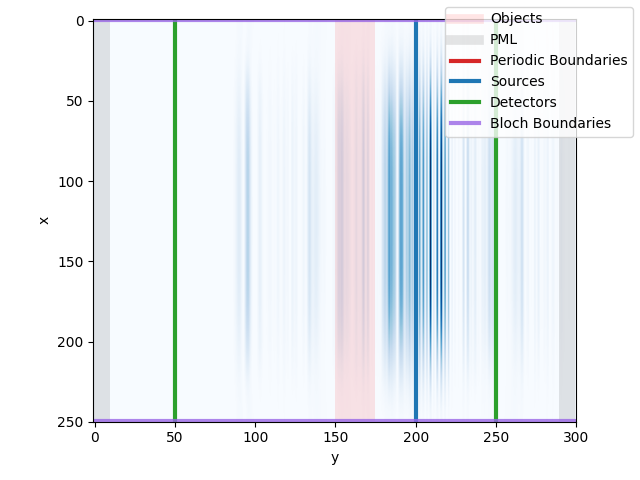 Objects
PML
Periodic Boundaries
Sources
Detectors
Bloch Boundaries
0
50
100
150
200
250
x
0
50
100
150
200
250
300
y